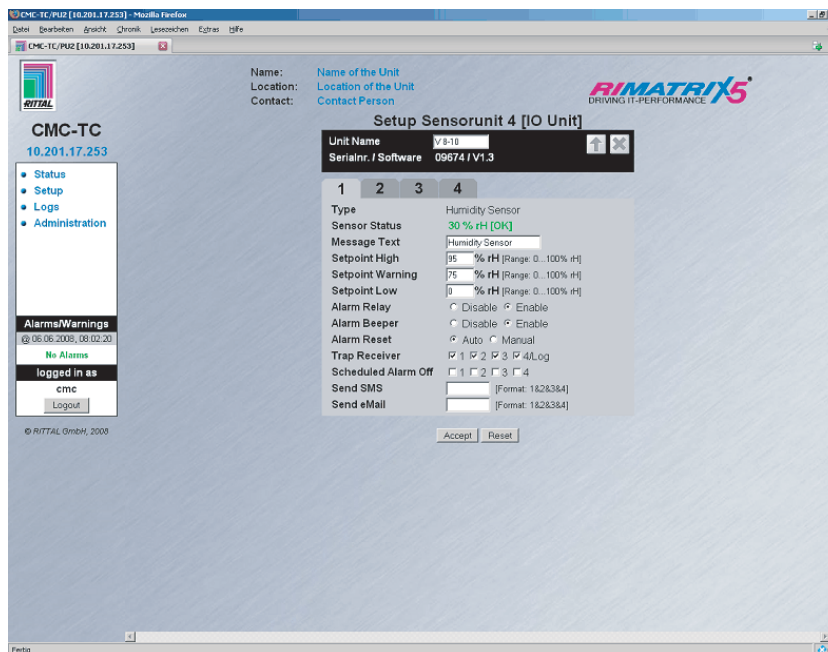 CMC-TC/PU2 [10.201.17.253] - Mozilla Firefox
Datei Bearbeiten Ansicht Chronik Lesezeichen Extras Hilfe
CMC-TC/PU2 [10.201.17.253]
RITTAL
Name: Name of the Unit
Location: Location of the Unit
Contact: Contact Person
RIMATRIX5
DRIVING IT-PERFORMANCE
CMC-TC
10.201.17.253
Status
Setup
Logs
Administration
Alarms/Warnings
@ 06.06.2008, 08:02:20
No Alarms
logged in as
cmc
Logout
© RITTAL GmbH, 2008
Setup Sensorunit 4 [IO Unit]
Unit Name V 8-10
Serialnr. / Software 09674 / V1.3
1 2 3 4
Type Humidity Sensor
Sensor Status 30 % rH [OK]
Message Text Humidity Sensor
Setpoint High 95 % rH [Range: 0...100% rH]
Setpoint Warning 75 % rH [Range: 0...100% rH]
Setpoint Low 0 % rH [Range: 0...100% rH]
Alarm Relay Disable Enable
Alarm Beeper Disable Enable
Alarm Reset Auto Manual
Trap Receiver 1 2 3 4/Log
Scheduled Alarm Off 1 2 3 4
Send SMS [Format: 1&2&3&4]
Send eMail [Format: 1&2&3&4]
Accept Reset
Fertig